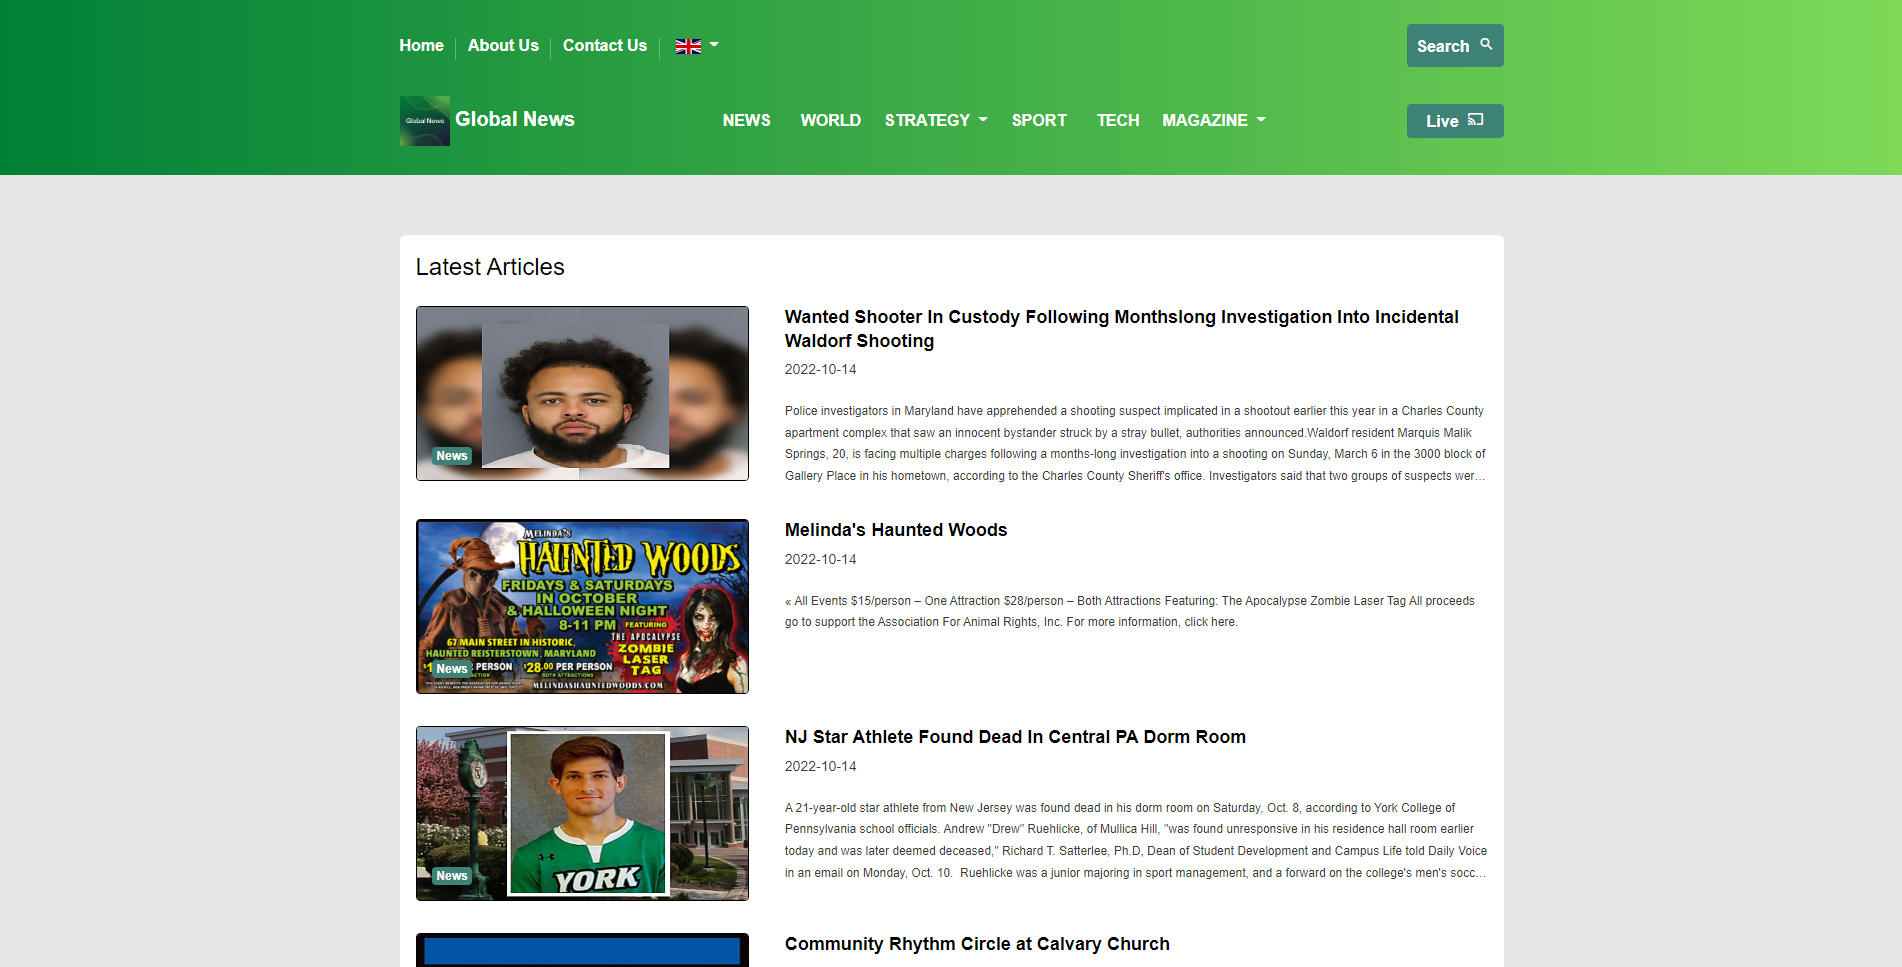 Home
About Us
Contact Us
Search
Global News
Global News
NEWS
WORLD
STRATEGY
SPORT
TECH
MAGAZINE
Live
Latest Articles
News
Wanted Shooter In Custody Following Monthslong Investigation Into Incidental
Waldorf Shooting
2022-10-14
Police investigators in Maryland have apprehended a shooting suspect implicated in a shootout earlier this year in a Charles County
apartment complex that saw an innocent bystander struck by a stray bullet, authorities announced.Waldorf resident Marquis Malik
Springs, 20, is facing multiple charges following a months-long investigation into a shooting on Sunday, March 6 in the 3000 block of
Gallery Place in his hometown, according to the Charles County Sheriff's office. Investigators said that two groups of suspects wer...
MELINDA'S
HAUNTED WOODS
FRIDAYS & SATURDAYS
IN OCTOBER
& HALLOWEEN NIGHT
8-11 PM
FEATURING
THE APOCALYPSE
ZOMBIE
LASER
TAG
67 MAIN STREET IN HISTORIC,
HAUNTED REISTERSTOWN, MARYLAND
PERSON
$28.00 PER PERSON
BOTH ATTRACTIONS
MELINDASHAUNTEDWOODS.COM
News
Melinda's Haunted Woods
2022-10-14
« All Events $15/person – One Attraction $28/person – Both Attractions Featuring: The Apocalypse Zombie Laser Tag All proceeds
go to support the Association For Animal Rights, Inc. For more information, click here.
YORK
News
NJ Star Athlete Found Dead In Central PA Dorm Room
2022-10-14
A 21-year-old star athlete from New Jersey was found dead in his dorm room on Saturday, Oct. 8, according to York College of
Pennsylvania school officials. Andrew "Drew" Ruehlicke, of Mullica Hill, "was found unresponsive in his residence hall room earlier
today and was later deemed deceased," Richard T. Satterlee, Ph.D, Dean of Student Development and Campus Life told Daily Voice
in an email on Monday, Oct. 10.  Ruehlicke was a junior majoring in sport management, and a forward on the college's men's socc...
Community Rhythm Circle at Calvary Church